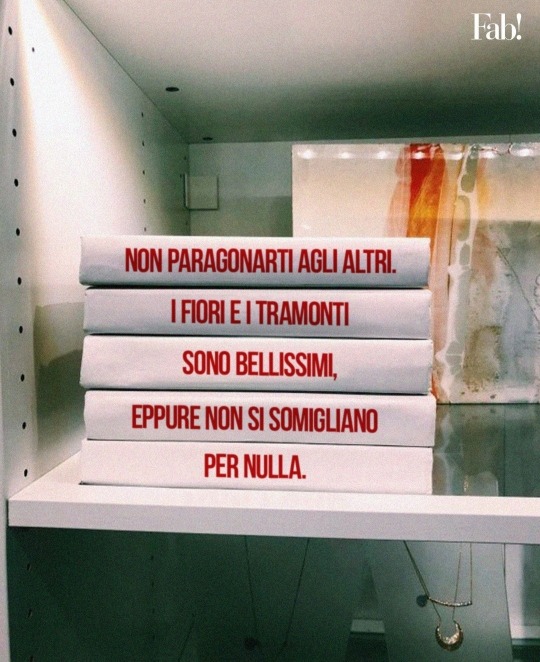 Fab!
NON PARAGONARTI AGLI ALTRI.
I FIORI E I TRAMONTI
SONO BELLISSIMI,
EPPURE NON SI SOMIGLIANO
PER NULLA.